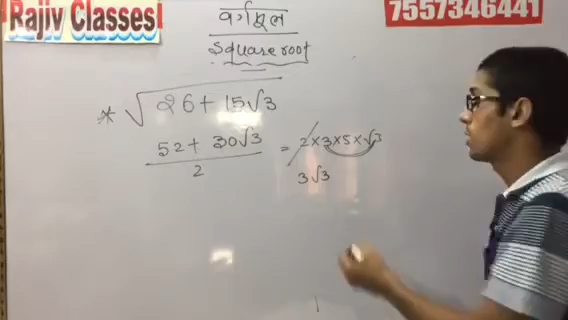 Rajiv Classes
7557346441
वर्गमूल
Square root
* √26 + 15√3
52 + 30√3 / 2 = 2×3×5×√3
3√3